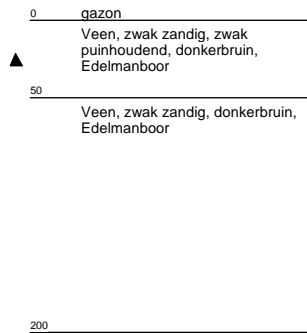 0 gazon
Veen, zwak zandig, zwak
puinhoudend, donkerbruin,
Edelmanboor
50
Veen, zwak zandig, donkerbruin,
Edelmanboor
200